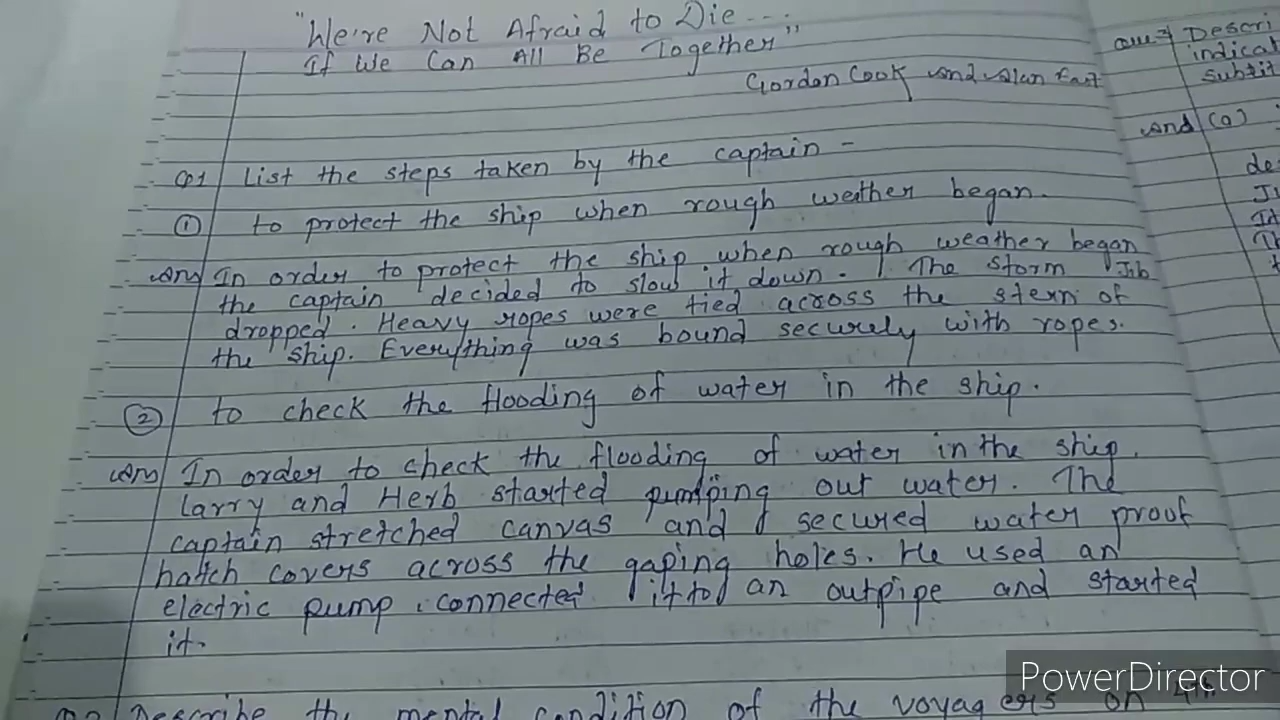 "We're Not Afraid to Die...
If We Can All Be Together"
Gordon Cook and Alan East
Q1 List the steps taken by the captain -
① to protect the ship when rough weather began.
Ans In order to protect the ship when rough weather began
the captain decided to slow it down. The storm Jib
dropped. Heavy ropes were tied across the stern of
the ship. Everything was bound securely with ropes.
② to check the flooding of water in the ship.
Ans In order to check the flooding of water in the ship,
larry and Herb started pumping out water. The
captain stretched canvas and secured water proof
hatch covers across the gaping holes. He used an
electric pump, connected it to an outpipe and started
it.
Describe the mental condition of the voyagers on 4th
Descri
indicat
subtit
Ans (a)
de
PowerDirector